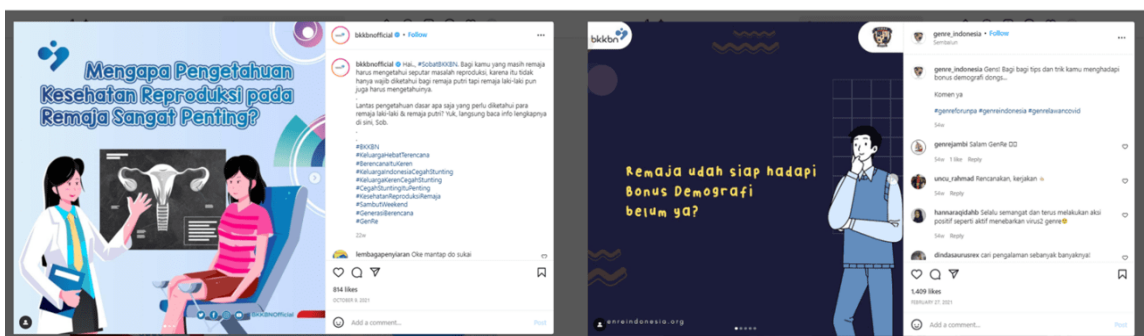 Mengapa Pengetahuan
Kesehatan Reproduksi pada
Remaja Sangat Penting?
BKKBNOfficial
bkkbnofficial • Follow
bkkbnofficial Hai.., #SobatBKKBN. Bagi kamu yang masih remaja
harus mengetahui seputar masalah reproduksi, karena itu tidak
hanya wajib diketahui bagi remaja putri tapi remaja laki-laki pun
juga harus mengetahuinya.
.
Lantas pengetahuan dasar apa saja yang perlu diketahui para
remaja laki-laki & remaja putri? Yuk, langsung baca info lengkapnya
di sini, Sob.
.
.
#BKKBN
#KeluargaHebatTerencana
#BerencanaituKeren
#KeluargaIndonesiaCegahStunting
#KeluargaKerenCegahStunting
#CegahStuntingituPenting
#KesehatanReproduksiRemaja
#SambutWeekend
#GenerasiBerencana
#GenRe
22w
lembagapenyiaran Oke mantap do sukai
814 likes
OCTOBER 8, 2021
Add a comment...
Post
bkkbn
Remaja udah siap hadapi
Bonus Demografi
belum ya?
enreindonesia.org
genre_indonesia • Follow
Sembalun
genre_indonesia Genzi Bagi bagi tips dan trik kamu menghadapi
bonus demografi dongs...
Komen ya
#genreforunpa #genreindonesia #genrelawancovid
54w
genrejambi Salam GenRe
54w 1 like Reply
uncu_rahmad Rencanakan, kerjakan
54w Reply
hannaraqidahb Selalu semangat dan terus melakukan aksi
positif seperti aktif menebarkan virus2 genre
54w Reply
dindasaurusrex cari pengalaman sebanyak banyaknya!
1,409 likes
FEBRUARY 27, 2021
Add a comment...
Post